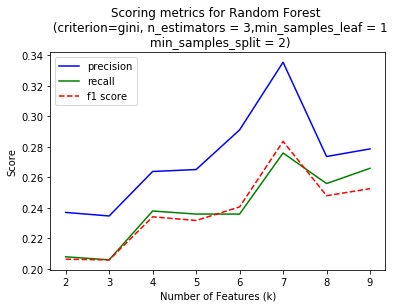 Scoring metrics for Random Forest
(criterion=gini, n_estimators = 3,min_samples_leaf = 1
min_samples_split = 2)
precision
recall
f1 score
Score
0.34
0.32
0.30
0.28
0.26
0.24
0.22
0.20
2 3 4 5 6 7 8 9
Number of Features (k)